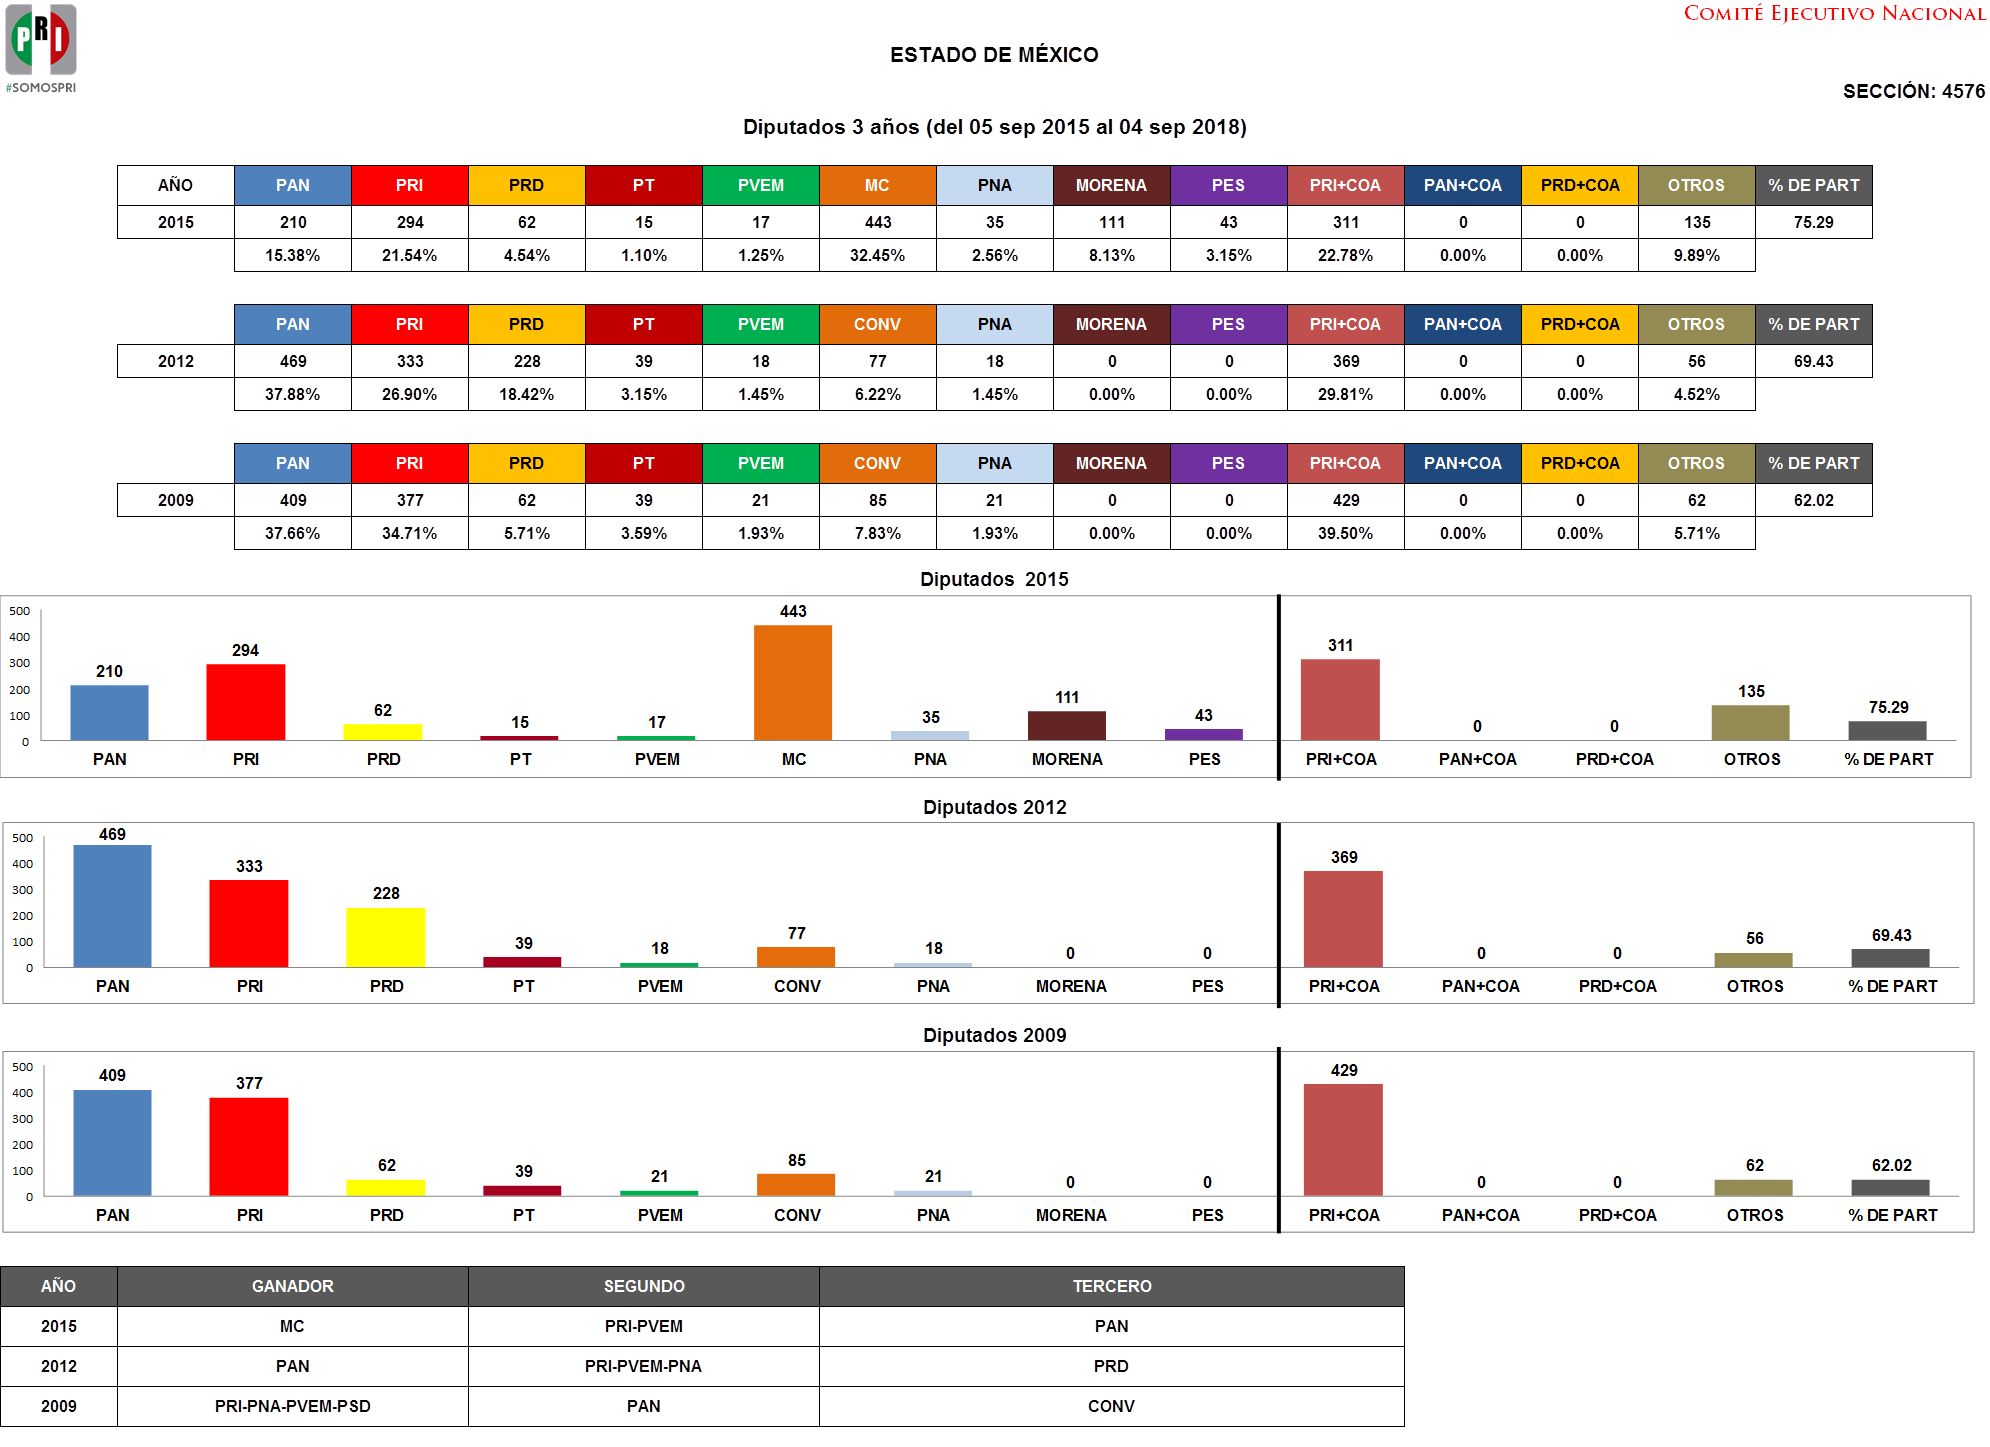 PRI
#SOMOSPRI
COMITÉ EJECUTIVO NACIONAL
ESTADO DE MÉXICO
SECCIÓN: 4576
Diputados 3 años (del 05 sep 2015 al 04 sep 2018)
AÑO PAN PRI PRD PT PVEM MC PNA MORENA PES PRI+COA PAN+COA PRD+COA OTROS % DE PART
2015 210 294 62 15 17 443 35 111 43 311 0 0 135 75.29
15.38% 21.54% 4.54% 1.10% 1.25% 32.45% 2.56% 8.13% 3.15% 22.78% 0.00% 0.00% 9.89%
PAN PRI PRD PT PVEM CONV PNA MORENA PES PRI+COA PAN+COA PRD+COA OTROS % DE PART
2012 469 333 228 39 18 77 18 0 0 369 0 0 56 69.43
37.88% 26.90% 18.42% 3.15% 1.45% 6.22% 1.45% 0.00% 0.00% 29.81% 0.00% 0.00% 4.52%
PAN PRI PRD PT PVEM CONV PNA MORENA PES PRI+COA PAN+COA PRD+COA OTROS % DE PART
2009 409 377 62 39 21 85 21 0 0 429 0 0 62 62.02
37.66% 34.71% 5.71% 3.59% 1.93% 7.83% 1.93% 0.00% 0.00% 39.50% 0.00% 0.00% 5.71%
Diputados 2015
500
400
300
200
100
0
210 294 62 15 17 443 35 111 43 311 0 0 135 75.29
PAN PRI PRD PT PVEM MC PNA MORENA PES PRI+COA PAN+COA PRD+COA OTROS % DE PART
Diputados 2012
500
400
300
200
100
0
469 333 228 39 18 77 18 0 0 369 0 0 56 69.43
PAN PRI PRD PT PVEM CONV PNA MORENA PES PRI+COA PAN+COA PRD+COA OTROS % DE PART
Diputados 2009
500
400
300
200
100
0
409 377 62 39 21 85 21 0 0 429 0 0 62 62.02
PAN PRI PRD PT PVEM CONV PNA MORENA PES PRI+COA PAN+COA PRD+COA OTROS % DE PART
AÑO GANADOR SEGUNDO TERCERO
2015 MC PRI-PVEM PAN
2012 PAN PRI-PVEM-PNA PRD
2009 PRI-PNA-PVEM-PSD PAN CONV